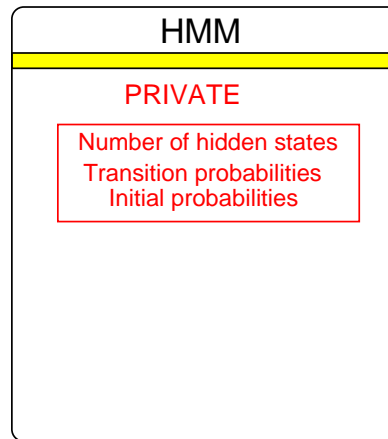 HMM
PRIVATE
Number of hidden states
Transition probabilities
Initial probabilities